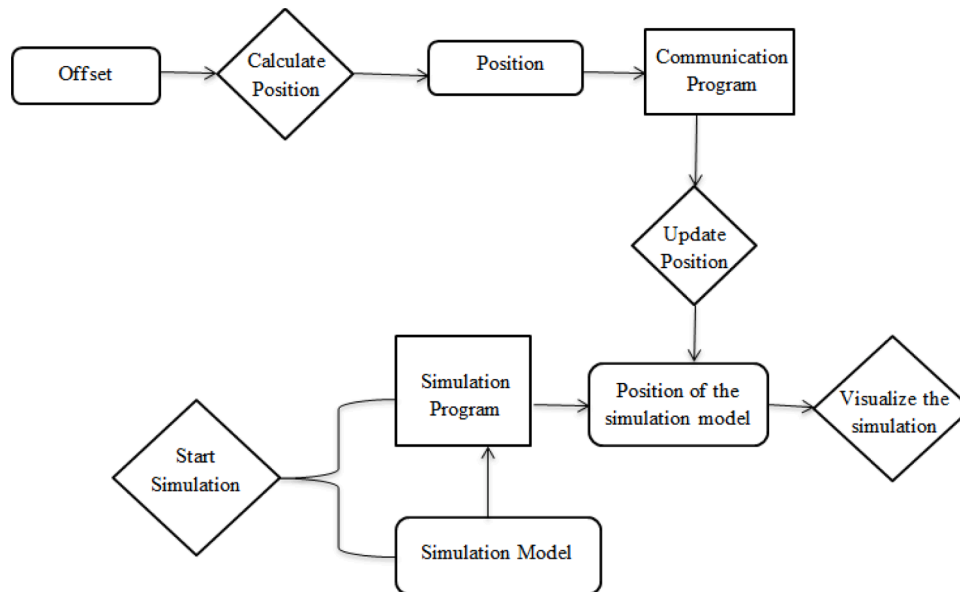 Offset
Calculate
Position
Position
Communication
Program
Update
Position
Simulation
Program
Position of the
simulation model
Visualize the
simulation
Start
Simulation
Simulation Model